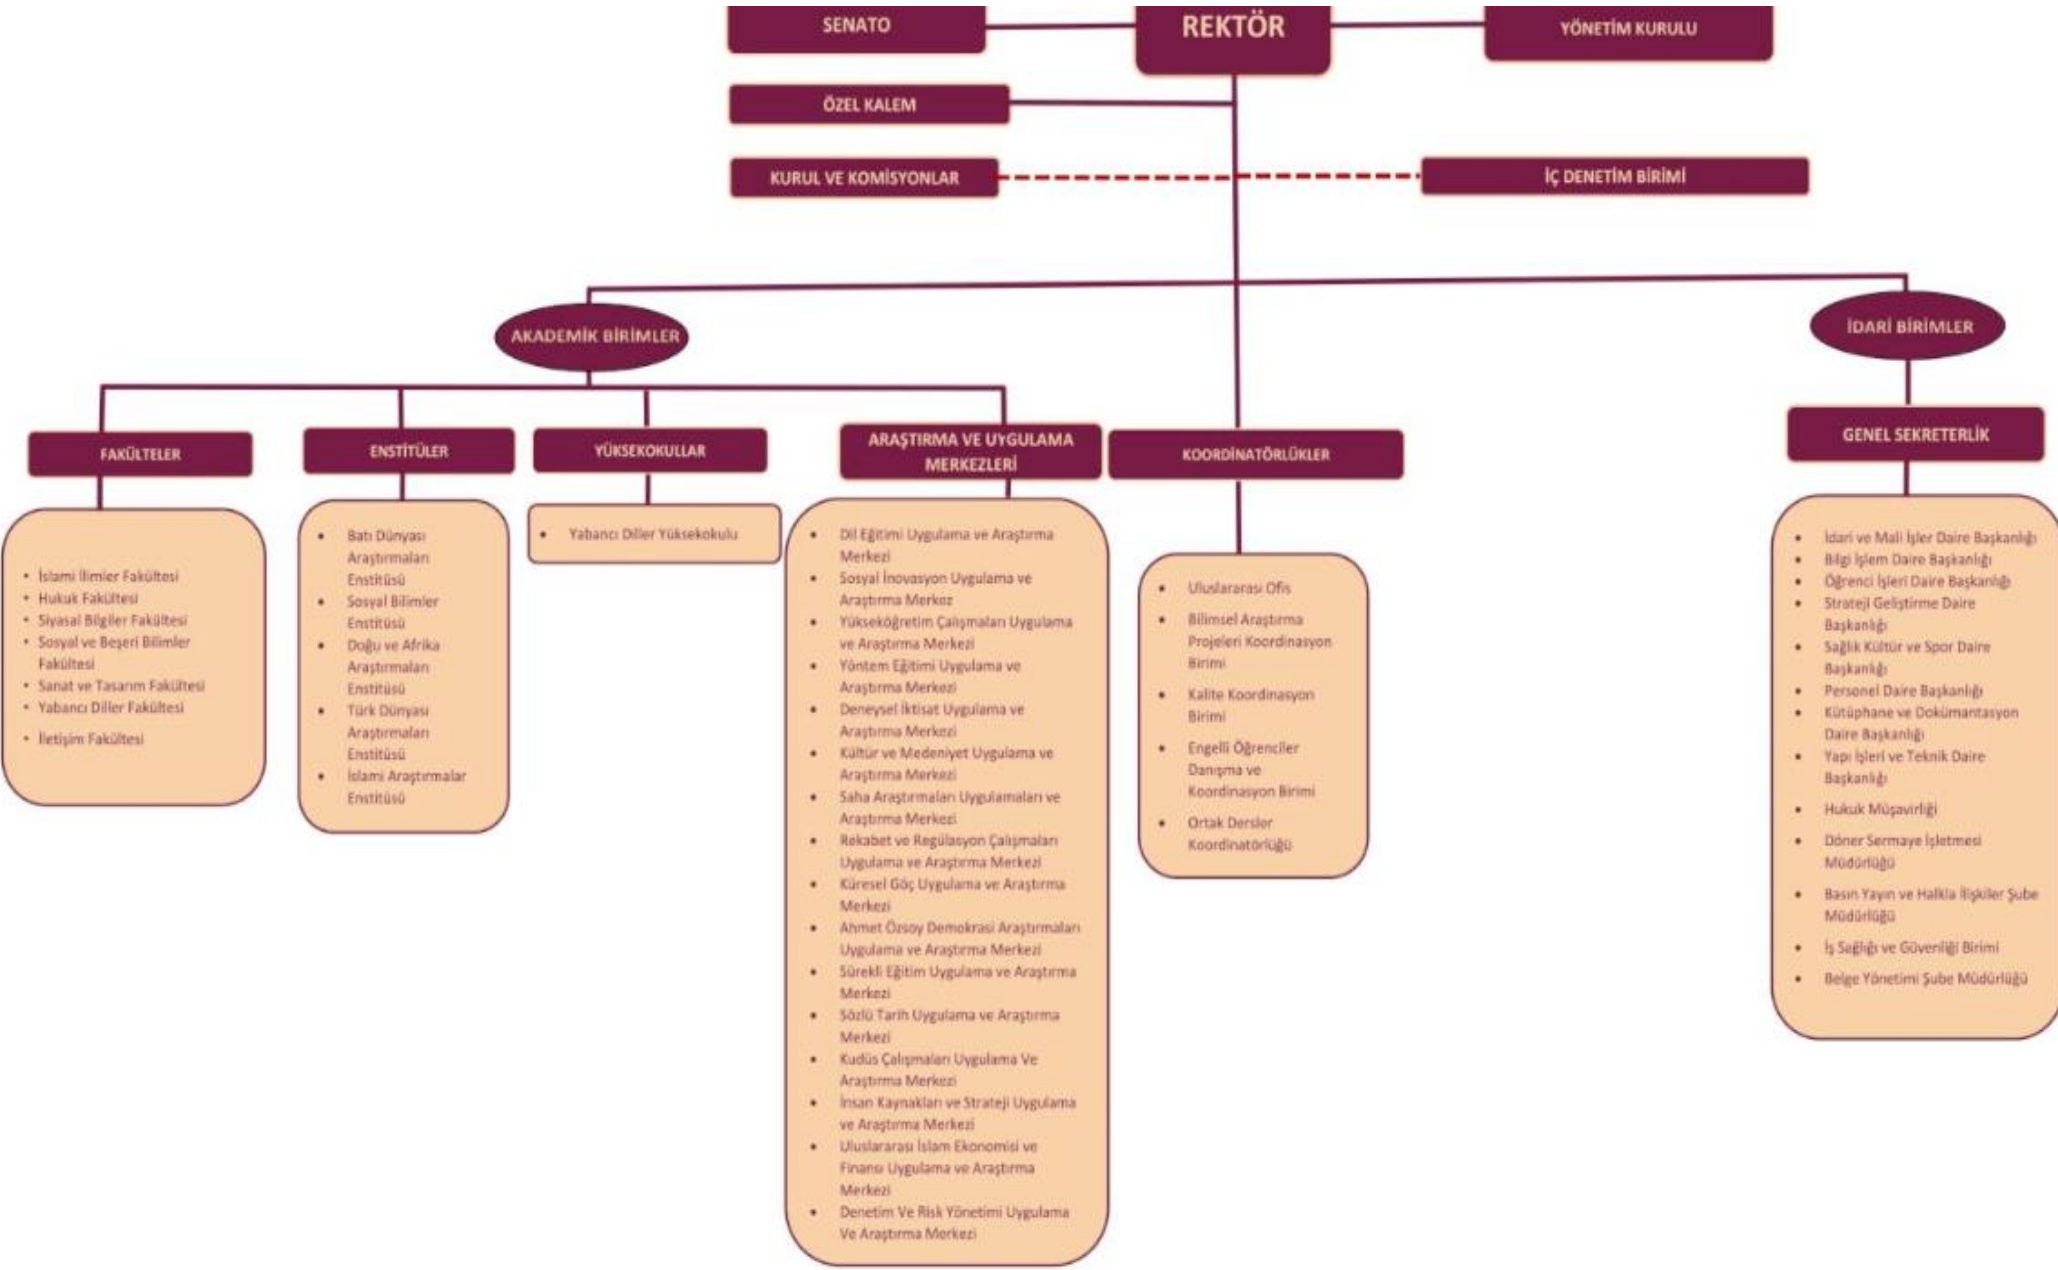 SENATO
REKTÖR
YÖNETİM KURULU
ÖZEL KALEM
KURUL VE KOMİSYONLAR
İÇ DENETİM BİRİMİ
AKADEMİK BİRİMLER
İDARİ BİRİMLER
FAKÜLTELER
İslami İlimler Fakültesi
Hukuk Fakültesi
Siyasal Bilgiler Fakültesi
Sosyal ve Beşeri Bilimler
Fakültesi
Sanat ve Tasarım Fakültesi
Yabancı Diller Fakültesi
İletişim Fakültesi
ENSTİTÜLER
Batı Dünyası
Araştırmaları
Enstitüsü
Sosyal Bilimler
Enstitüsü
Doğu ve Afrika
Araştırmaları
Enstitüsü
Türk Dünyası
Araştırmaları
Enstitüsü
İslami Araştırmalar
Enstitüsü
YÜKSEKOKULLAR
Yabancı Diller Yüksekokulu
ARAŞTIRMA VE UYGULAMA
MERKEZLERİ
Dil Eğitimi Uygulama ve Araştırma
Merkezi
Sosyal İnovasyon Uygulama ve
Araştırma Merkez
Yükseköğretim Çalışmaları Uygulama
ve Araştırma Merkezi
Yöntem Eğitimi Uygulama ve
Araştırma Merkezi
Deneysel İktisat Uygulama ve
Araştırma Merkezi
Kültür ve Medeniyet Uygulama ve
Araştırma Merkezi
Saha Araştırmaları Uygulamaları ve
Araştırma Merkezi
Rekabet ve Regülasyon Çalışmaları
Uygulama ve Araştırma Merkezi
Küresel Göç Uygulama ve Araştırma
Merkezi
Ahmet Özsoy Demokrasi Araştırmaları
Uygulama ve Araştırma Merkezi
Sürekli Eğitim Uygulama ve Araştırma
Merkezi
Sözlü Tarih Uygulama ve Araştırma
Merkezi
Kudüs Çalışmaları Uygulama Ve
Araştırma Merkezi
İnsan Kaynakları ve Strateji Uygulama
ve Araştırma Merkezi
Uluslararası İslam Ekonomisi ve
Finansı Uygulama ve Araştırma
Merkezi
Denetim Ve Risk Yönetimi Uygulama
Ve Araştırma Merkezi
KOORDİNATÖRLÜKLER
Uluslararası Ofis
Bilimsel Araştırma
Projeleri Koordinasyon
Birimi
Kalite Koordinasyon
Birimi
Engelli Öğrenciler
Danışma ve
Koordinasyon Birimi
Ortak Dersler
Koordinatörlüğü
GENEL SEKRETERLİK
İdari ve Mali İşler Daire Başkanlığı
Bilgi İşlem Daire Başkanlığı
Öğrenci İşleri Daire Başkanlığı
Strateji Geliştirme Daire
Başkanlığı
Sağlık Kültür ve Spor Daire
Başkanlığı
Personel Daire Başkanlığı
Kütüphane ve Dokümantasyon
Daire Başkanlığı
Yapı İşleri ve Teknik Daire
Başkanlığı
Hukuk Müşavirliği
Döner Sermaye İşletmesi
Müdürlüğü
Basın Yayın ve Halkla İlişkiler Şube
Müdürlüğü
İş Sağlığı ve Güvenliği Birimi
Belge Yönetimi Şube Müdürlüğü